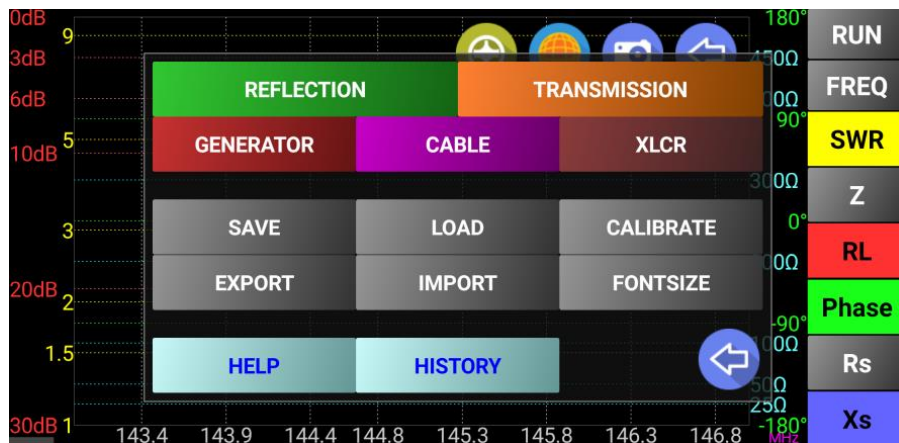 0dB 9 180° RUN
3dB 00Ω
REFLECTION TRANSMISSION FREQ
6dB 00Ω
90°
GENERATOR CABLE XLCR SWR
10dB 5
300Ω
Z
SAVE LOAD CALIBRATE
3 0°
RL
00Ω
EXPORT IMPORT FONTSIZE
20dB 2
Phase
-90°
1.5 00Ω
HELP HISTORY Rs
50Ω
25Ω
30dB 1 -180° Xs
143.4 143.9 144.4 144.8 145.3 145.8 146.3 146.8 MHz